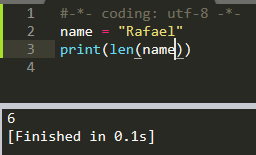 1 #-*- coding: utf-8 -*-
2 name = "Rafael"
3 print(len(name))
4
6
[Finished in 0.1s]